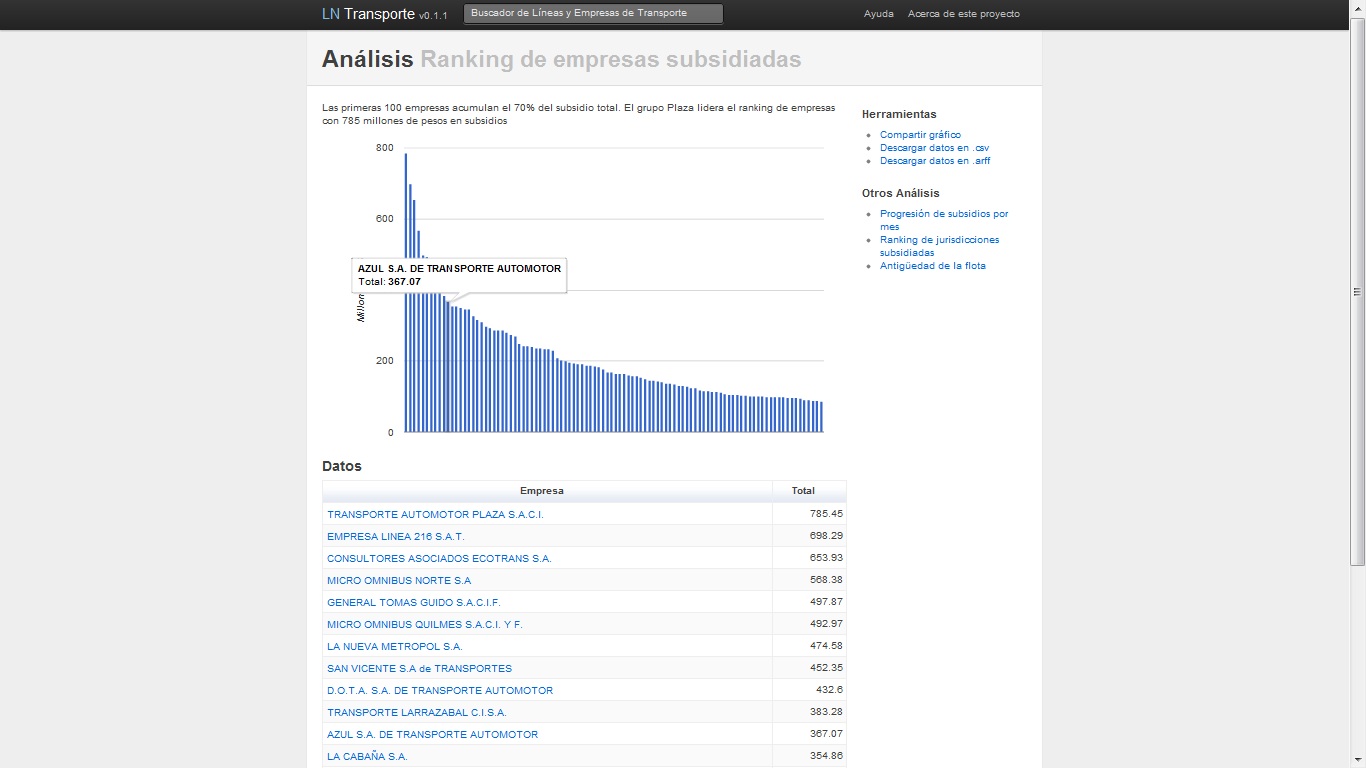 LN Transporte v0.1.1
Buscador de Líneas y Empresas de Transporte
Ayuda
Acerca de este proyecto
Análisis Ranking de empresas subsidiadas
Las primeras 100 empresas acumulan el 70% del subsidio total. El grupo Plaza lidera el ranking de empresas
con 785 millones de pesos en subsidios
800
600
AZUL S.A. DE TRANSPORTE AUTOMOTOR
Total: 367.07
200
0
Herramientas
Compartir gráfico
Descargar datos en .csv
Descargar datos en .arff
Otros Análisis
Progresión de subsidios por
mes
Ranking de jurisdicciones
subsidiadas
Antigüedad de la flota
Datos
Empresa Total
TRANSPORTE AUTOMOTOR PLAZA S.A.C.I. 785.45
EMPRESA LINEA 216 S.A.T. 698.29
CONSULTORES ASOCIADOS ECOTRANS S.A. 653.93
MICRO OMNIBUS NORTE S.A 568.38
GENERAL TOMAS GUIDO S.A.C.I.F. 497.87
MICRO OMNIBUS QUILMES S.A.C.I. Y F. 492.97
LA NUEVA METROPOL S.A. 474.58
SAN VICENTE S.A de TRANSPORTES 452.35
D.O.T.A. S.A. DE TRANSPORTE AUTOMOTOR 432.6
TRANSPORTE LARRAZABAL C.I.S.A. 383.28
AZUL S.A. DE TRANSPORTE AUTOMOTOR 367.07
LA CABAÑA S.A. 354.86